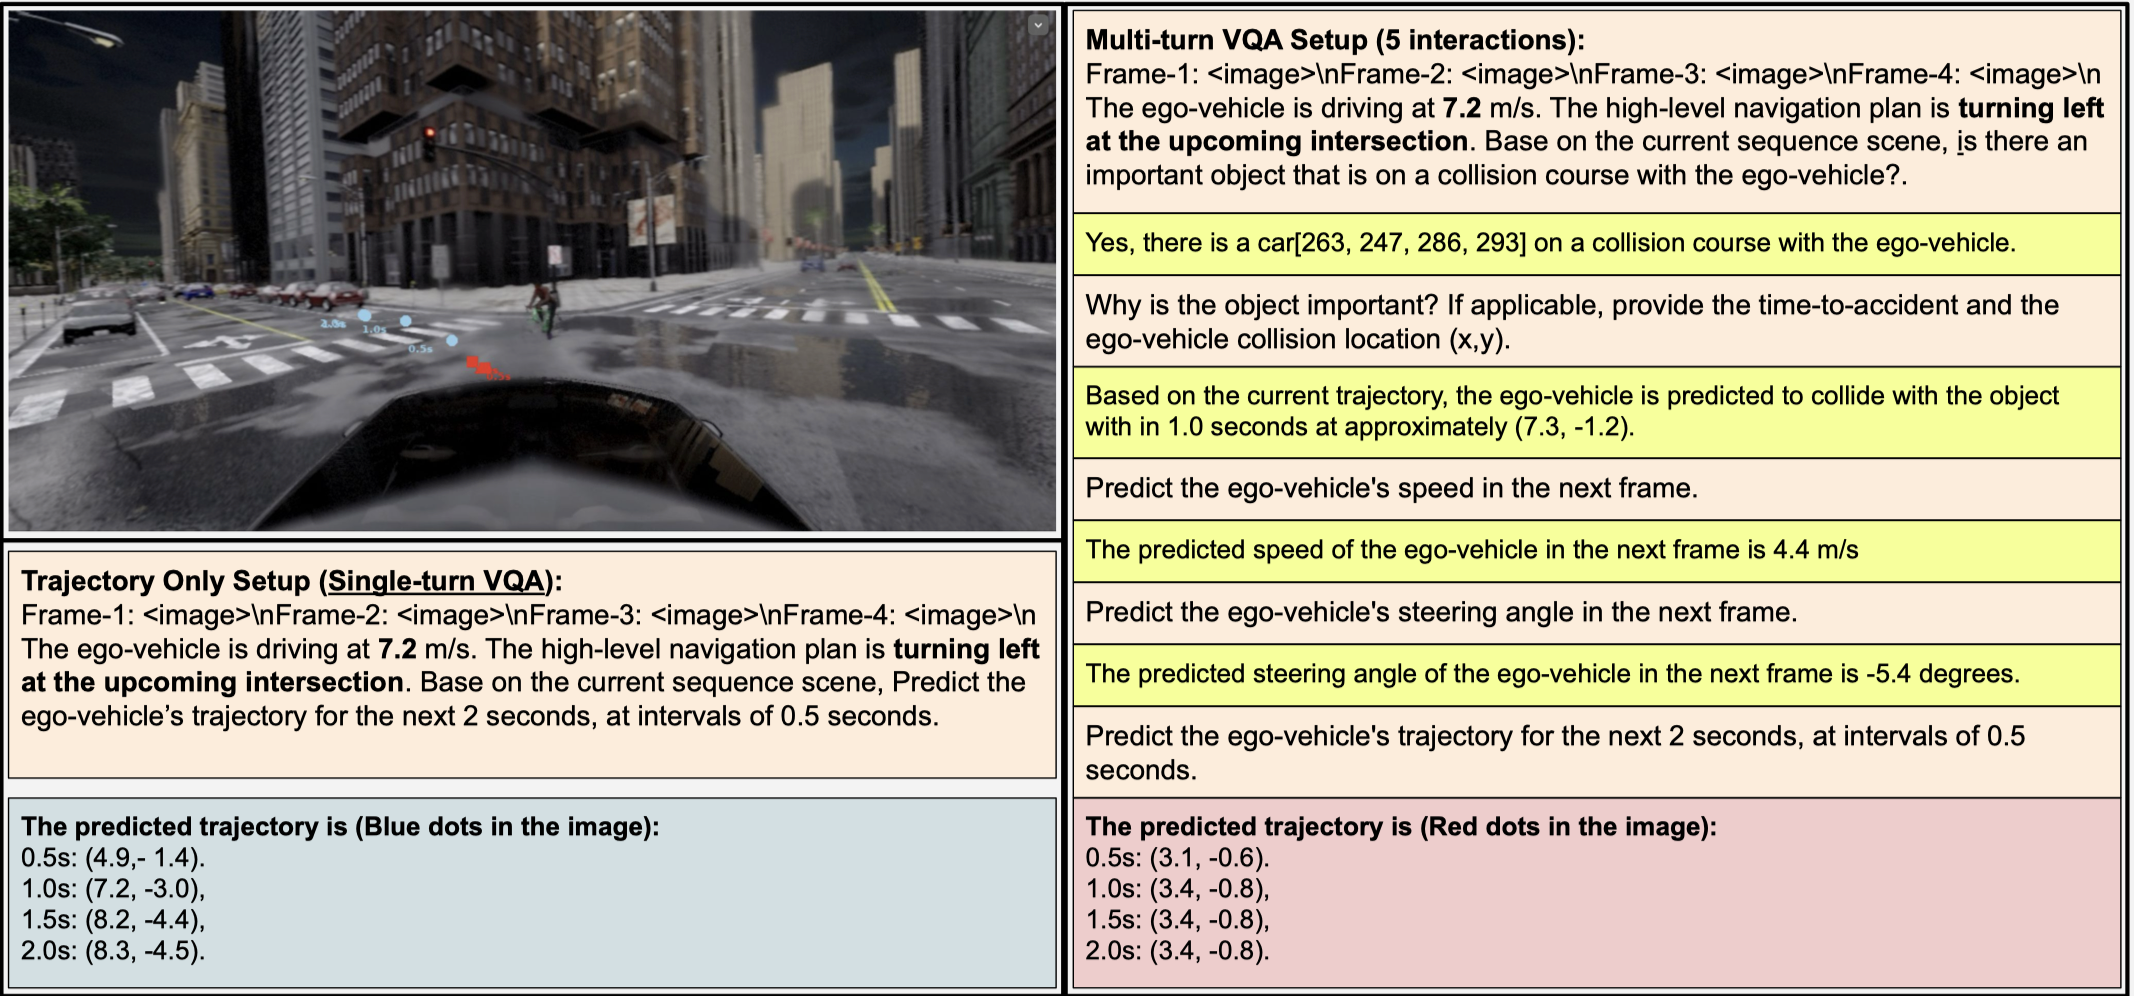 2.0s
1.0s
0.5s
Trajectory Only Setup (Single-turn VQA):
Frame-1: <image>\nFrame-2: <image>\nFrame-3: <image>\nFrame-4: <image>\n
The ego-vehicle is driving at 7.2 m/s. The high-level navigation plan is turning left
at the upcoming intersection. Base on the current sequence scene, Predict the
ego-vehicle's trajectory for the next 2 seconds, at intervals of 0.5 seconds.
The predicted trajectory is (Blue dots in the image):
0.5s: (4.9,- 1.4).
1.0s: (7.2, -3.0),
1.5s: (8.2, -4.4),
2.0s: (8.3, -4.5).
Multi-turn VQA Setup (5 interactions):
Frame-1: <image>\nFrame-2: <image>\nFrame-3: <image>\nFrame-4: <image>\n
The ego-vehicle is driving at 7.2 m/s. The high-level navigation plan is turning left
at the upcoming intersection. Base on the current sequence scene, is there an
important object that is on a collision course with the ego-vehicle?.
Yes, there is a car[263, 247, 286, 293] on a collision course with the ego-vehicle.
Why is the object important? If applicable, provide the time-to-accident and the
ego-vehicle collision location (x,y).
Based on the current trajectory, the ego-vehicle is predicted to collide with the object
with in 1.0 seconds at approximately (7.3, -1.2).
Predict the ego-vehicle's speed in the next frame.
The predicted speed of the ego-vehicle in the next frame is 4.4 m/s
Predict the ego-vehicle's steering angle in the next frame.
The predicted steering angle of the ego-vehicle in the next frame is -5.4 degrees.
Predict the ego-vehicle's trajectory for the next 2 seconds, at intervals of 0.5
seconds.
The predicted trajectory is (Red dots in the image):
0.5s: (3.1, -0.6).
1.0s: (3.4, -0.8),
1.5s: (3.4, -0.8),
2.0s: (3.4, -0.8).